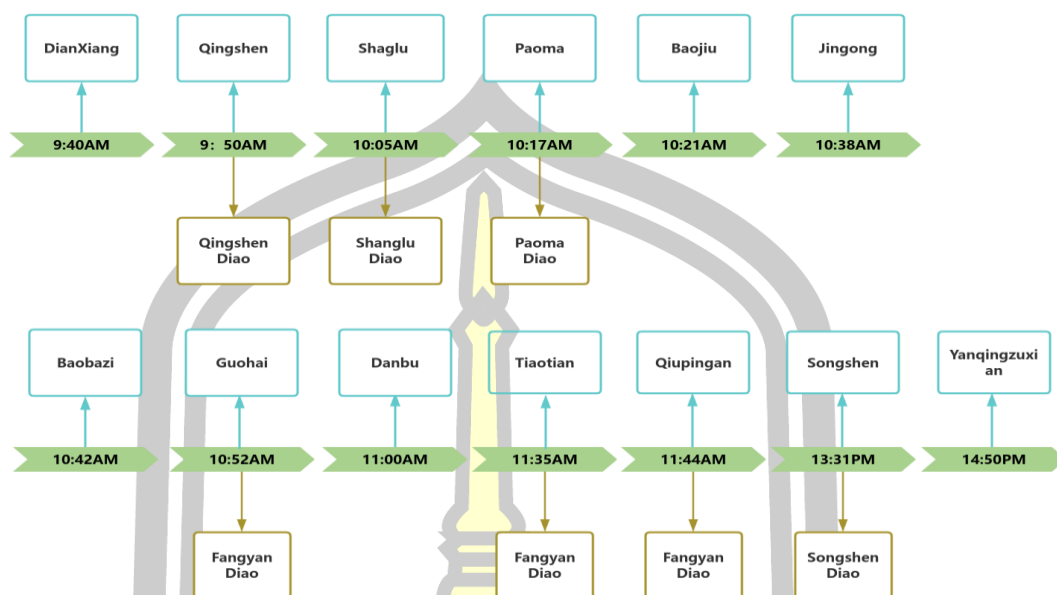 DianXiang
Qingshen
Shaglu
Paoma
Baojiu
Jingong
9:40AM
9：50AM
10:05AM
10:17AM
10:21AM
10:38AM
Qingshen
Diao
Shanglu
Diao
Paoma
Diao
Baobazi
Guohai
Danbu
Tiaotian
Qiupingan
Songshen
Yanqingzuxi
an
10:42AM
10:52AM
11:00AM
11:35AM
11:44AM
13:31PM
14:50PM
Fangyan
Diao
Fangyan
Diao
Fangyan
Diao
Songshen
Diao